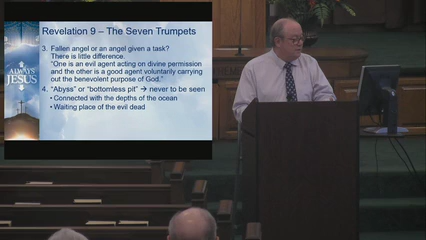 Revelation 9 – The Seven Trumpets
3. Fallen angel or an angel given a task?
There is little difference.
"One is an evil agent acting on divine permission
and the other is a good agent voluntarily carrying
out the benevolent purpose of God."
4. "Abyss" or "bottomless pit" → never to be seen
• Connected with the depths of the ocean
• Waiting place of the evil dead
ALWAYS
JESUS